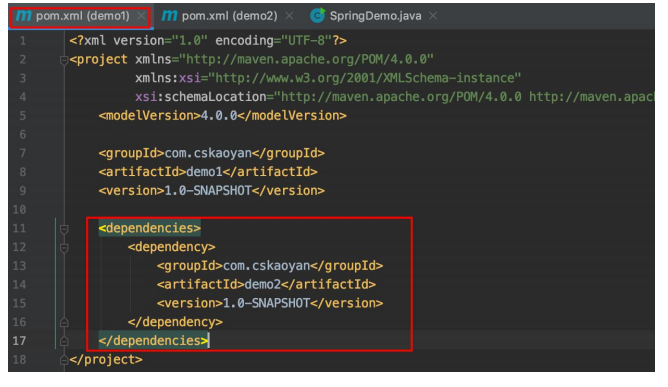 m pom.xml (demo1) × m pom.xml (demo2) × C SpringDemo.java ×
1 <?xml version="1.0" encoding="UTF-8"?>
2 <project xmlns="http://maven.apache.org/POM/4.0.0"
3 xmlns:xsi="http://www.w3.org/2001/XMLSchema-instance"
4 xsi:schemaLocation="http://maven.apache.org/POM/4.0.0 http://maven.apac
5 <modelVersion>4.0.0</modelVersion>
6
7 <groupId>com.cskaoyan</groupId>
8 <artifactId>demo1</artifactId>
9 <version>1.0-SNAPSHOT</version>
10
11 <dependencies>
12 <dependency>
13 <groupId>com.cskaoyan</groupId>
14 <artifactId>demo2</artifactId>
15 <version>1.0-SNAPSHOT</version>
16 </dependency>
17 </dependencies>
18 </project>